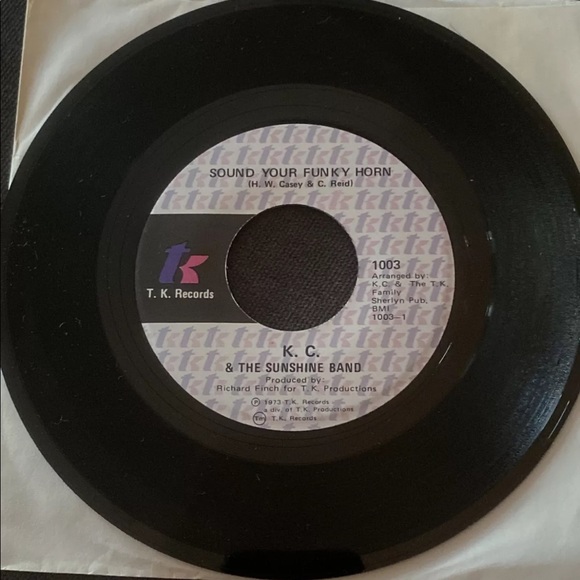 SOUND YOUR FUNKY HORN
(H. W. Casey & C. Reid)
tk
T. K. Records
1003
Arranged by:
K.C. & The T.K.
Family
Sherlyn Pub.
BMI
1003-1
K. C.
& THE SUNSHINE BAND
Produced by:
Richard Finch for T. K. Productions
℗ 1973 T.K. Records
a div. of T. K. Productions
T. K. Records